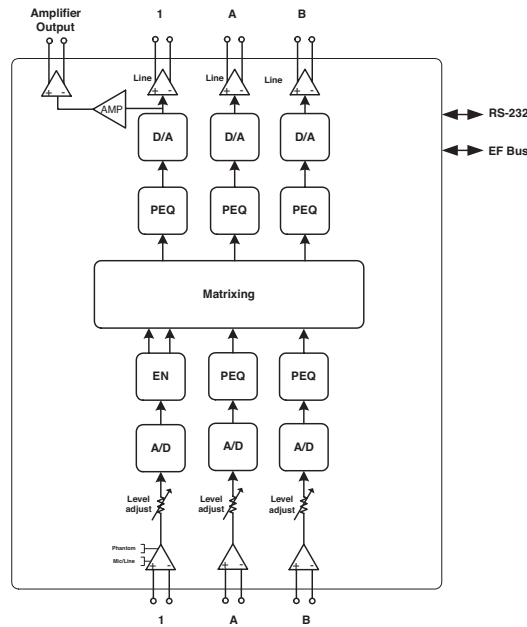 Amplifier
Output
1
A
B
Line
Line
Line
+ -
+ -
+ -
+ -
AMP
RS-232
D/A
D/A
D/A
EF Bus
PEQ
PEQ
PEQ
Matrixing
EN
PEQ
PEQ
A/D
A/D
A/D
Level
adjust
Level
adjust
Level
adjust
Phantom
Mic/Line
+ -
+ -
+ -
1
A
B